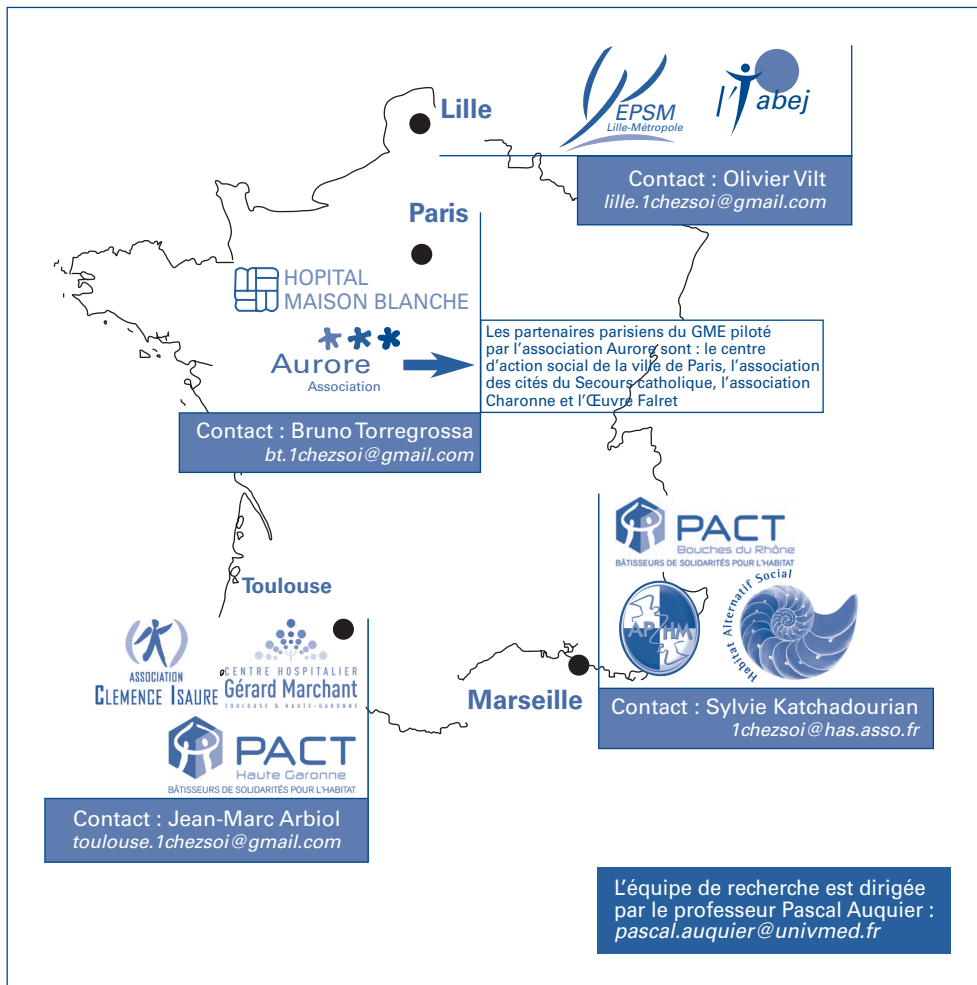 Lille
EPSM
Lille-Métropole
l'abej
Contact : Olivier Vilt
lille.1chezsoi@gmail.com
Paris
HOPITAL
MAISON BLANCHE
Aurore
Association
Les partenaires parisiens du GME piloté
par l'association Aurore sont : le centre
d'action social de la ville de Paris, l'association
des cités du Secours catholique, l'association
Charonne et l'Œuvre Falret
Contact : Bruno Torregrossa
bt.1chezsoi@gmail.com
PACT
Bouches du Rhône
BÂTISSEURS DE SOLIDARITÉS POUR L'HABITAT
AP HM
Habitat Alternatif Social
Marseille
Contact : Sylvie Katchadourian
1chezsoi@has.asso.fr
Toulouse
ASSOCIATION
CLEMENCE ISAURE
CENTRE HOSPITALIER
Gérard Marchant
TOULOUSE & HAUTE-GARONNE
PACT
Haute Garonne
BÂTISSEURS DE SOLIDARITÉS POUR L'HABITAT
Contact : Jean-Marc Arbiol
toulouse.1chezsoi@gmail.com
L'équipe de recherche est dirigée
par le professeur Pascal Auquier :
pascal.auquier@univmed.fr